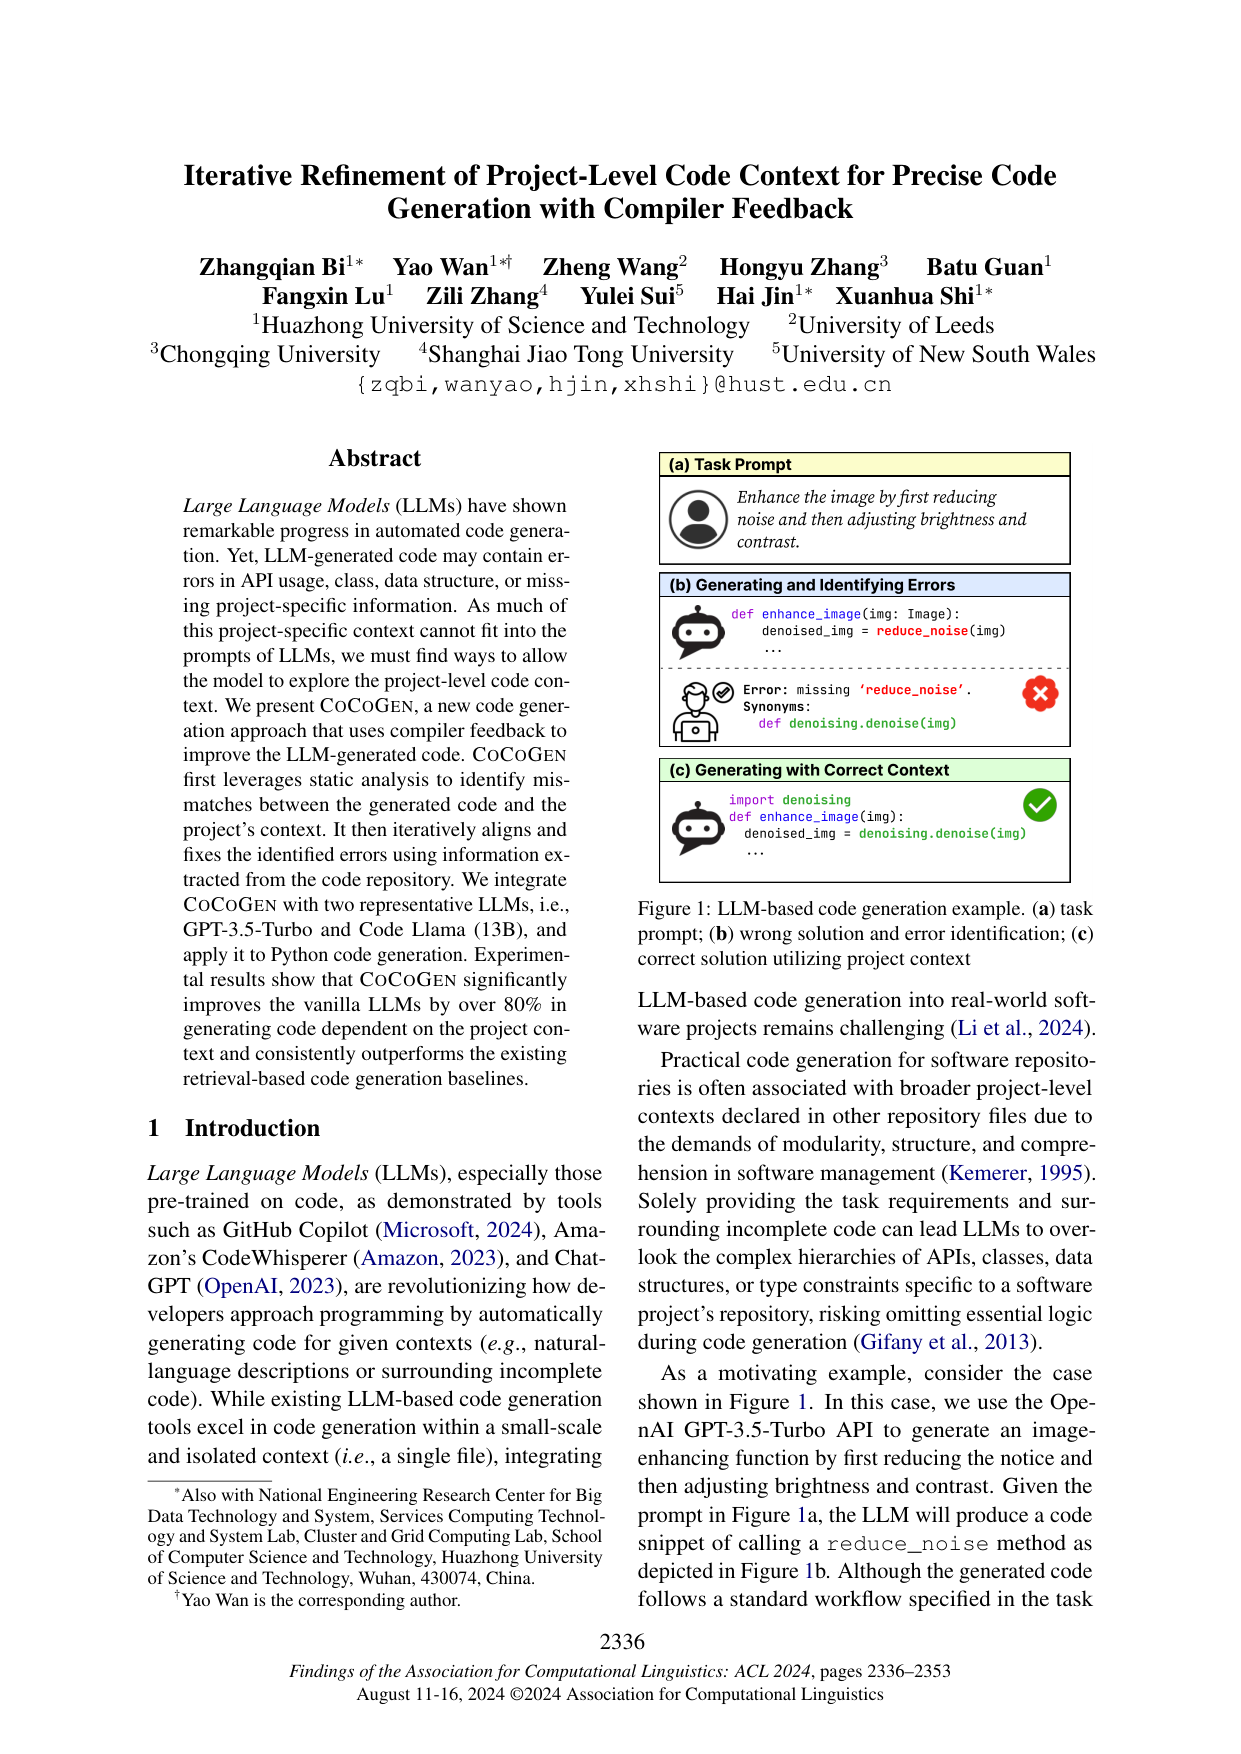 Iterative Refinement of Project-Level Code Context for Precise Code
Generation with Compiler Feedback
Zhangqian Bi1∗ Yao Wan1∗† Zheng Wang2 Hongyu Zhang3 Batu Guan1
Fangxin Lu1 Zili Zhang4 Yulei Sui5 Hai Jin1∗ Xuanhua Shi1∗
1Huazhong University of Science and Technology 2University of Leeds
3Chongqing University 4Shanghai Jiao Tong University 5University of New South Wales
{zqbi,wanyao,hjin,xhshi}@hust.edu.cn
Abstract
Large Language Models (LLMs) have shown
remarkable progress in automated code genera-
tion. Yet, LLM-generated code may contain er-
rors in API usage, class, data structure, or miss-
ing project-specific information. As much of
this project-specific context cannot fit into the
prompts of LLMs, we must find ways to allow
the model to explore the project-level code con-
text. We present COCOGEN, a new code gener-
ation approach that uses compiler feedback to
improve the LLM-generated code. COCOGEN
first leverages static analysis to identify mis-
matches between the generated code and the
project's context. It then iteratively aligns and
fixes the identified errors using information ex-
tracted from the code repository. We integrate
COCOGEN with two representative LLMs, i.e.,
GPT-3.5-Turbo and Code Llama (13B), and
apply it to Python code generation. Experimen-
tal results show that COCOGEN significantly
improves the vanilla LLMs by over 80% in
generating code dependent on the project con-
text and consistently outperforms the existing
retrieval-based code generation baselines.
1 Introduction
Large Language Models (LLMs), especially those
pre-trained on code, as demonstrated by tools
such as GitHub Copilot (Microsoft, 2024), Ama-
zon's CodeWhisperer (Amazon, 2023), and Chat-
GPT (OpenAI, 2023), are revolutionizing how de-
velopers approach programming by automatically
generating code for given contexts (e.g., natural-
language descriptions or surrounding incomplete
code). While existing LLM-based code generation
tools excel in code generation within a small-scale
and isolated context (i.e., a single file), integrating
*Also with National Engineering Research Center for Big
Data Technology and System, Services Computing Technol-
ogy and System Lab, Cluster and Grid Computing Lab, School
of Computer Science and Technology, Huazhong University
of Science and Technology, Wuhan, 430074, China.
†Yao Wan is the corresponding author.
(a) Task Prompt
Enhance the image by first reducing
noise and then adjusting brightness and
contrast.
(b) Generating and Identifying Errors
def enhance_image(img: Image):
denoised_img = reduce_noise(img)
...
Error: missing ‘reduce_noise’.
Synonyms:
def denoising.denoise(img)
(c) Generating with Correct Context
import denoising
def enhance_image(img):
denoised_img = denoising.denoise(img)
...
Figure 1: LLM-based code generation example. (a) task
prompt; (b) wrong solution and error identification; (c)
correct solution utilizing project context
LLM-based code generation into real-world soft-
ware projects remains challenging (Li et al., 2024).
Practical code generation for software reposito-
ries is often associated with broader project-level
contexts declared in other repository files due to
the demands of modularity, structure, and compre-
hension in software management (Kemerer, 1995).
Solely providing the task requirements and sur-
rounding incomplete code can lead LLMs to over-
look the complex hierarchies of APIs, classes, data
structures, or type constraints specific to a software
project's repository, risking omitting essential logic
during code generation (Gifany et al., 2013).
As a motivating example, consider the case
shown in Figure 1. In this case, we use the Ope-
nAI GPT-3.5-Turbo API to generate an image-
enhancing function by first reducing the notice and
then adjusting brightness and contrast. Given the
prompt in Figure 1a, the LLM will produce a code
snippet of calling a reduce_noise method as
depicted in Figure 1b. Although the generated code
follows a standard workflow specified in the task
2336
Findings of the Association for Computational Linguistics: ACL 2024, pages 2336–2353
August 11-16, 2024 ©2024 Association for Computational Linguistics